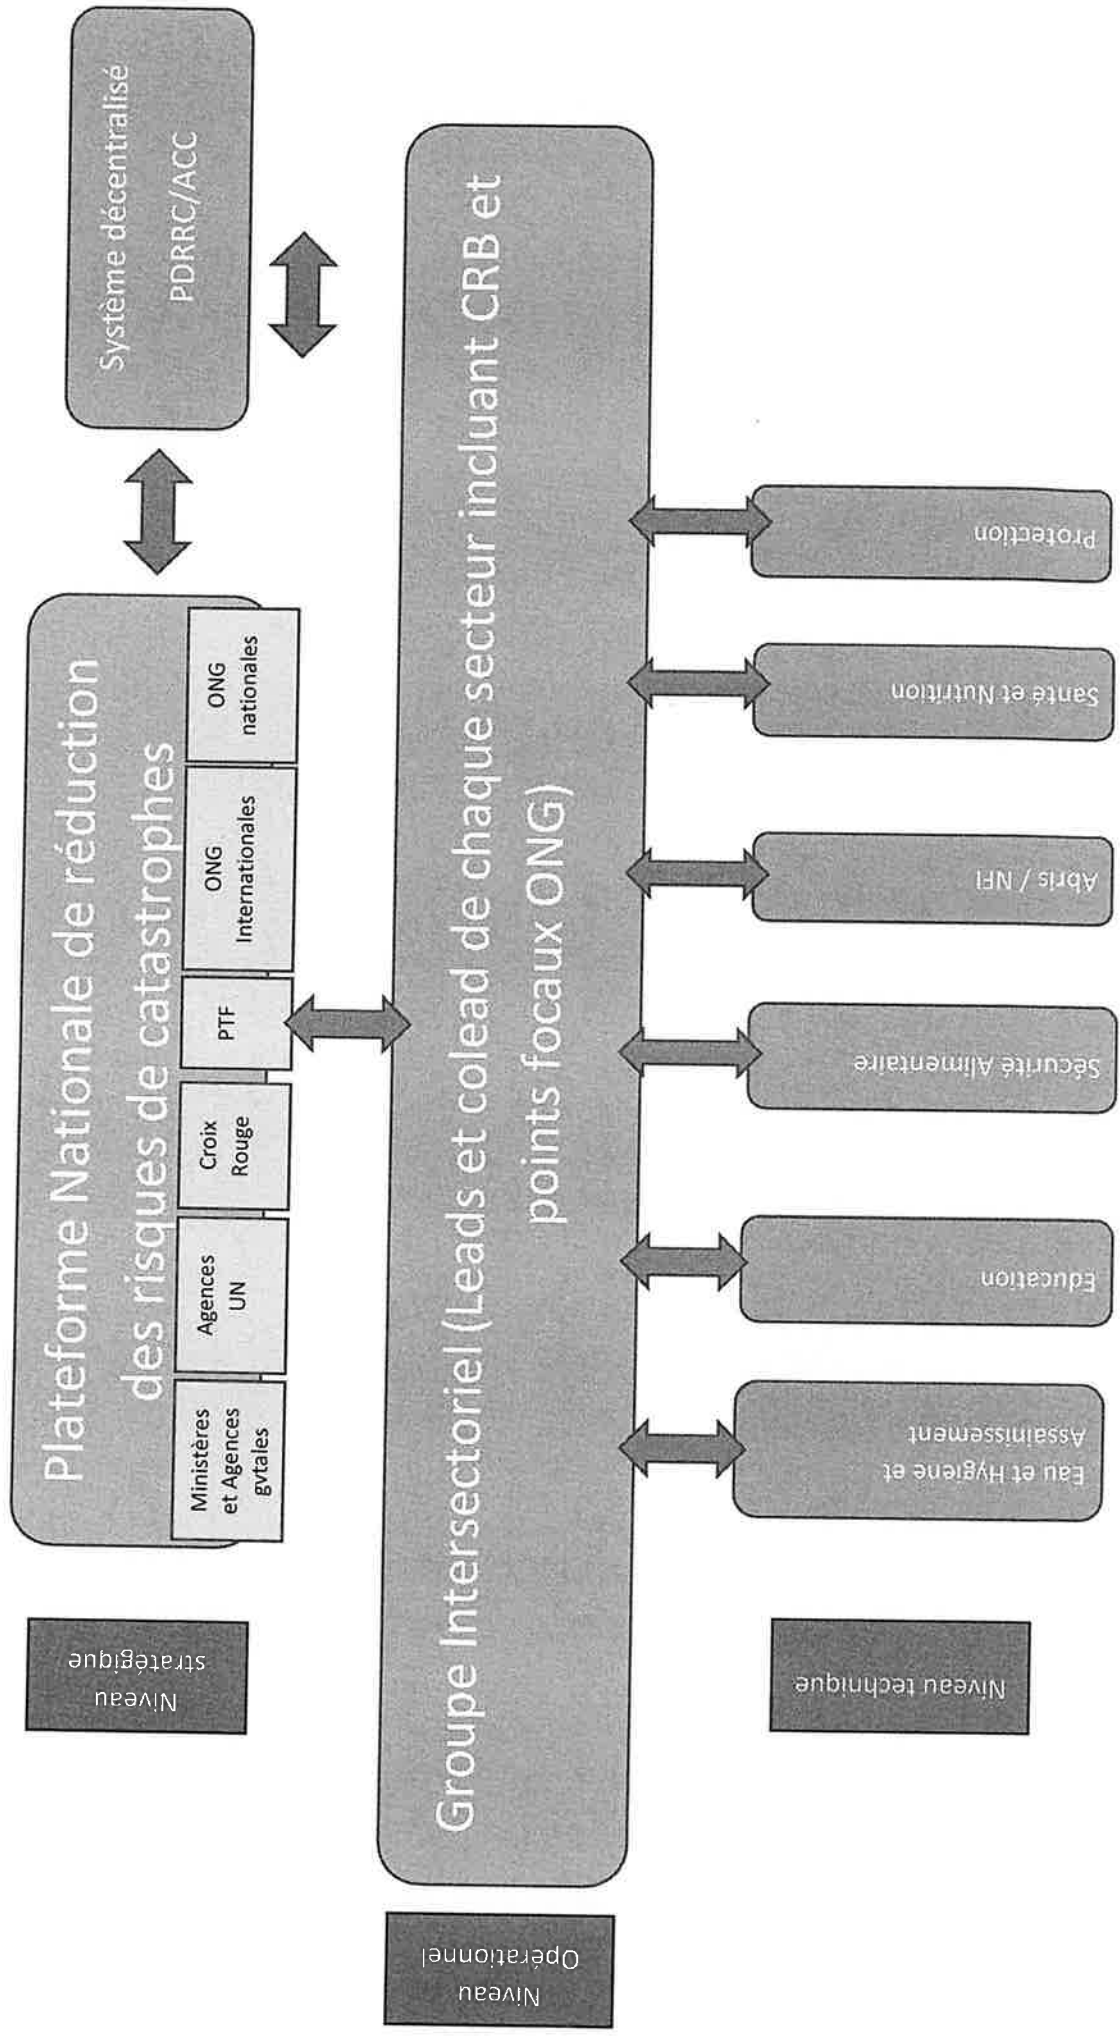 Niveau
stratégique
Plateforme Nationale de réduction
des risques de catastrophes
Ministères
et Agences
gvtales
Agences
UN
Croix
Rouge
PTF
ONG
Internationales
ONG
nationales
Système décentralisé
PDRRC/ACC
Niveau
Opérationnel
Groupe Intersectoriel (Leads et colead de chaque secteur incluant CRB et
points focaux ONG)
Niveau technique
Eau et Hygiène et
Assainissement
Education
Sécurité Alimentaire
Abris / NFI
Santé et Nutrition
Protection